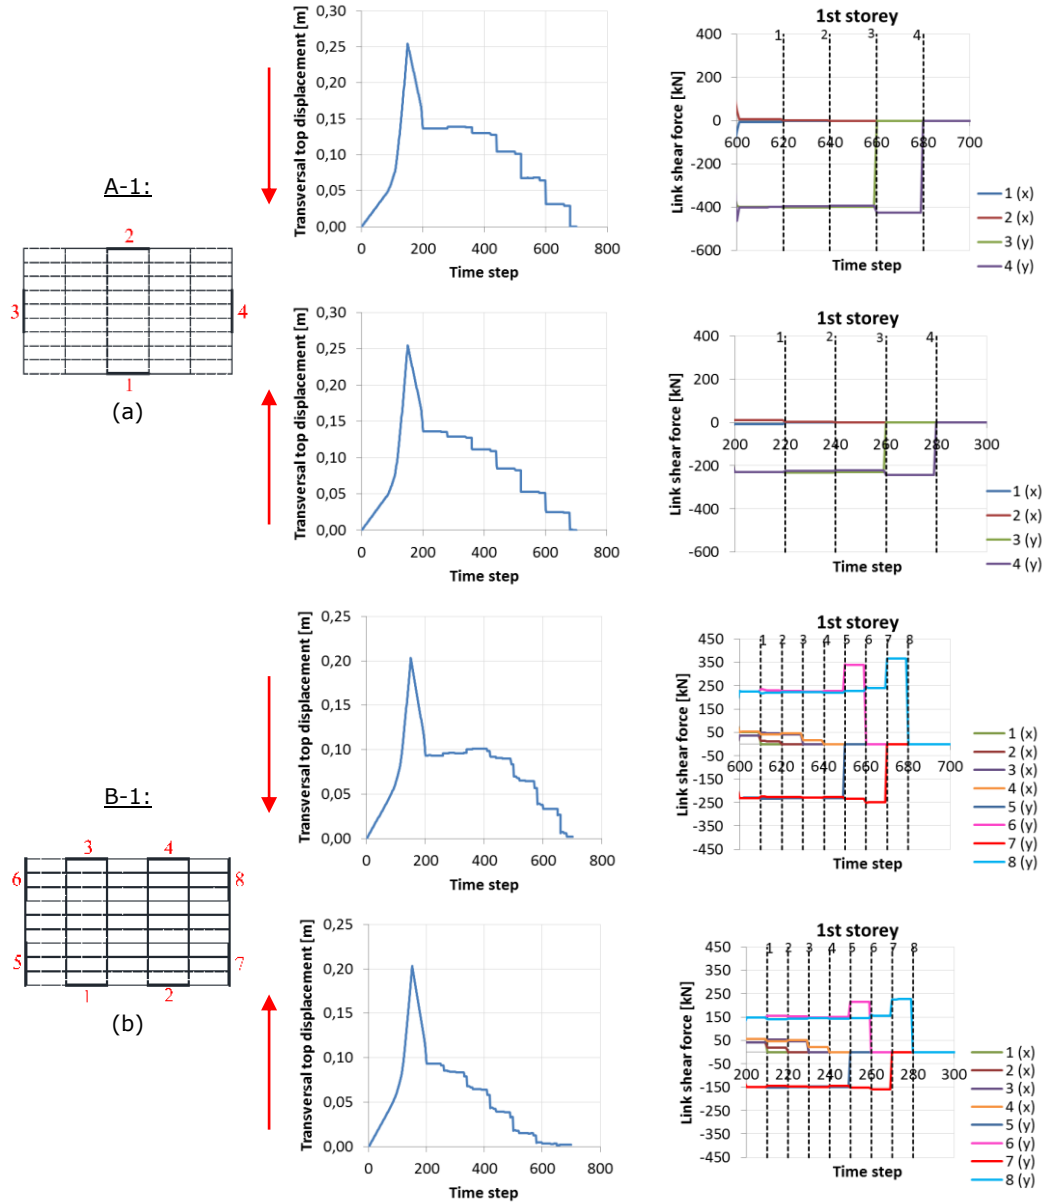 A-1:
2
3
4
1
(a)
Transversal top displacement [m]
0,30
0,25
0,20
0,15
0,10
0,05
0,00
0
200
400
600
800
Time step
1st storey
Link shear force [kN]
400
200
0
-200
-400
-600
1
2
3
4
600
620
640
660
680
700
Time step
1 (x)
2 (x)
3 (y)
4 (y)
Transversal top displacement [m]
0,30
0,25
0,20
0,15
0,10
0,05
0,00
0
200
400
600
800
Time step
1st storey
Link shear force [kN]
400
200
0
-200
-400
-600
1
2
3
4
200
220
240
260
280
300
Time step
1 (x)
2 (x)
3 (y)
4 (y)
B-1:
3
4
6
8
5
7
1
2
(b)
Transversal top displacement [m]
0,25
0,20
0,15
0,10
0,05
0,00
0
200
400
600
800
Time step
1st storey
Link shear force [kN]
450
350
250
150
50
-50
-150
-250
-350
-450
1 2 3 4 5 6 7 8
600
620
640
660
680
700
Time step
1 (x)
2 (x)
3 (x)
4 (x)
5 (y)
6 (y)
7 (y)
8 (y)
Transversal top displacement [m]
0,25
0,20
0,15
0,10
0,05
0,00
0
200
400
600
800
Time step
1st storey
Link shear force [kN]
450
350
250
150
50
-50
-150
-250
-350
-450
1 2 3 4 5 6 7 8
200
220
240
260
280
300
Time step
1 (x)
2 (x)
3 (x)
4 (x)
5 (y)
6 (y)
7 (y)
8 (y)